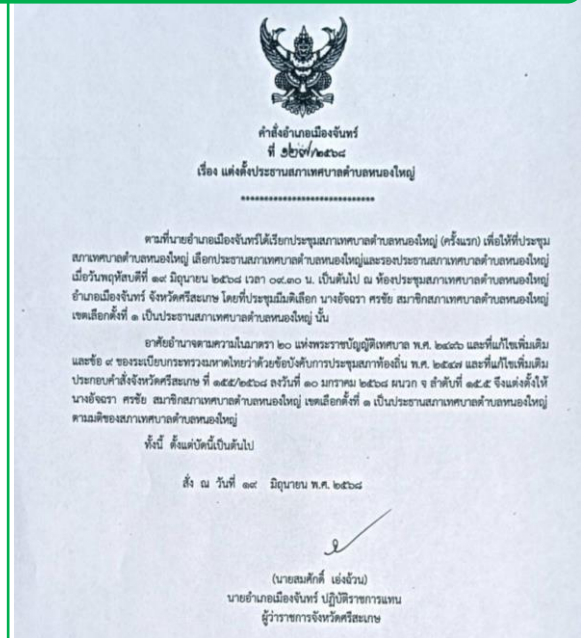 คำสั่งอำเภอเมืองจันทร์
ที่ ๑๒๗/๒๕๖๘
เรื่อง แต่งตั้งประธานสภาเทศบาลตำบลหนองใหญ่
******************************
ตามที่นายอำเภอเมืองจันทร์ได้เรียกประชุมสภาเทศบาลตำบลหนองใหญ่ (ครั้งแรก) เพื่อให้ที่ประชุม
สภาเทศบาลตำบลหนองใหญ่ เลือกประธานสภาเทศบาลตำบลหนองใหญ่และรองประธานสภาเทศบาลตำบลหนองใหญ่
เมื่อวันพฤหัสบดีที่ ๑๙ มิถุนายน ๒๕๖๘ เวลา ๐๙.๓๐ น. เป็นต้นไป ณ ห้องประชุมสภาเทศบาลตำบลหนองใหญ่
อำเภอเมืองจันทร์ จังหวัดศรีสะเกษ โดยที่ประชุมมีมติเลือก นางอัจฉรา ศรชัย สมาชิกสภาเทศบาลตำบลหนองใหญ่
เขตเลือกตั้งที่ ๑ เป็นประธานสภาเทศบาลตำบลหนองใหญ่ นั้น
อาศัยอำนาจตามความในมาตรา ๒๐ แห่งพระราชบัญญัติเทศบาล พ.ศ. ๒๔๙๖ และที่แก้ไขเพิ่มเติม
และข้อ ๙ ของระเบียบกระทรวงมหาดไทยว่าด้วยข้อบังคับการประชุมสภาท้องถิ่น พ.ศ. ๒๕๔๗ และที่แก้ไขเพิ่มเติม
ประกอบคำสั่งจังหวัดศรีสะเกษ ที่ ๑๕๕/๒๕๖๘ ลงวันที่ ๑๐ มกราคม ๒๕๖๘ ผนวก จ ลำดับที่ ๑๕.๕ จึงแต่งตั้งให้
นางอัจฉรา ศรชัย สมาชิกสภาเทศบาลตำบลหนองใหญ่ เขตเลือกตั้งที่ ๑ เป็นประธานสภาเทศบาลตำบลหนองใหญ่
ตามมติของสภาเทศบาลตำบลหนองใหญ่
ทั้งนี้ ตั้งแต่บัดนี้เป็นต้นไป
สั่ง ณ วันที่ ๑๙ มิถุนายน พ.ศ. ๒๕๖๘
(นายสมศักดิ์ เอ่งฉ้วน)
นายอำเภอเมืองจันทร์ ปฏิบัติราชการแทน
ผู้ว่าราชการจังหวัดศรีสะเกษ